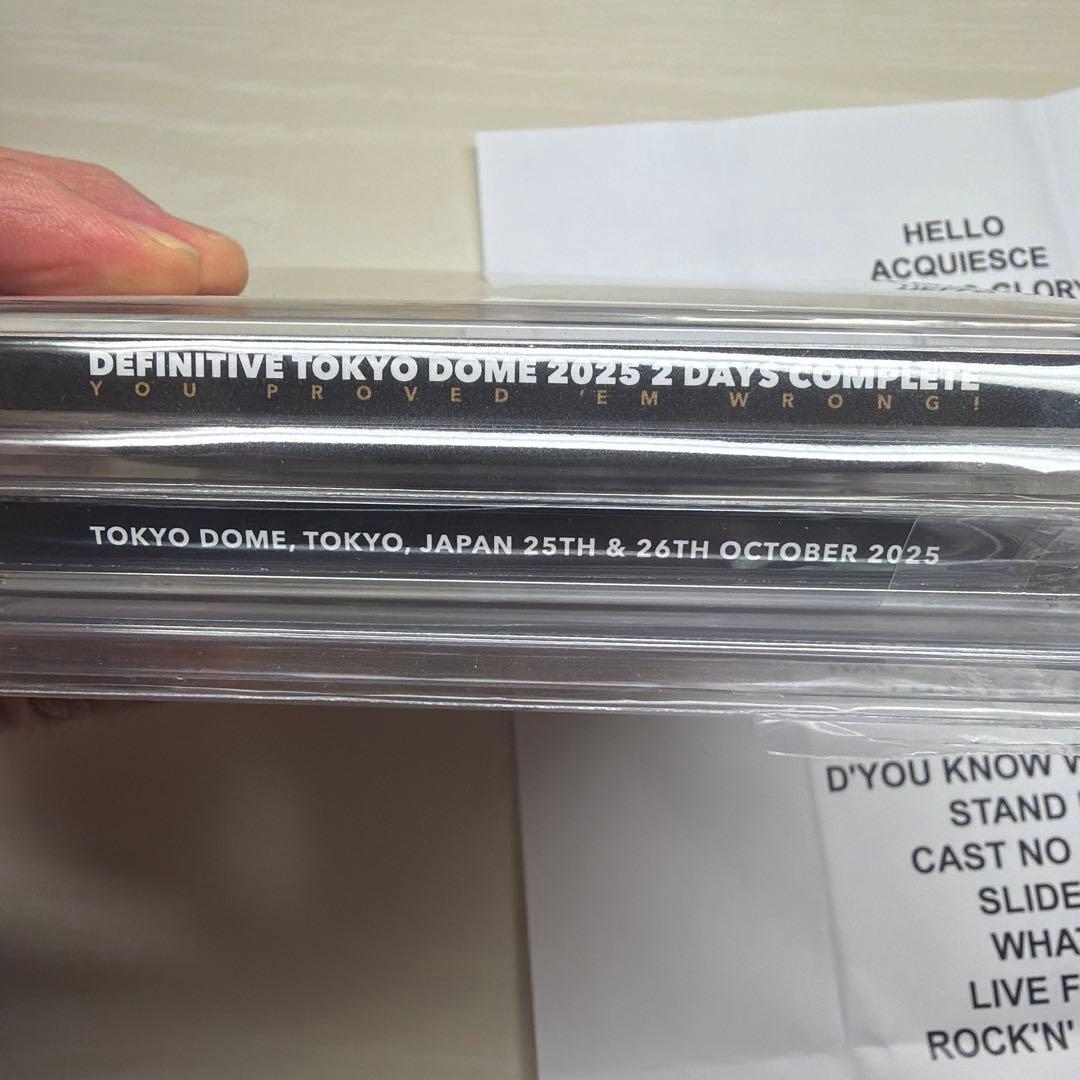 HELLO
ACQUIESCE
GLORY
DEFINITIVE TOKYO DOME 2025 2 DAYS COMPLETE
YOU PROVED 'EM WRONG!
TOKYO DOME, TOKYO, JAPAN 25TH & 26TH OCTOBER 2025
D'YOU KNOW
STAND
CAST NO
SLIDE
WHAT
LIVE
ROCK'N'